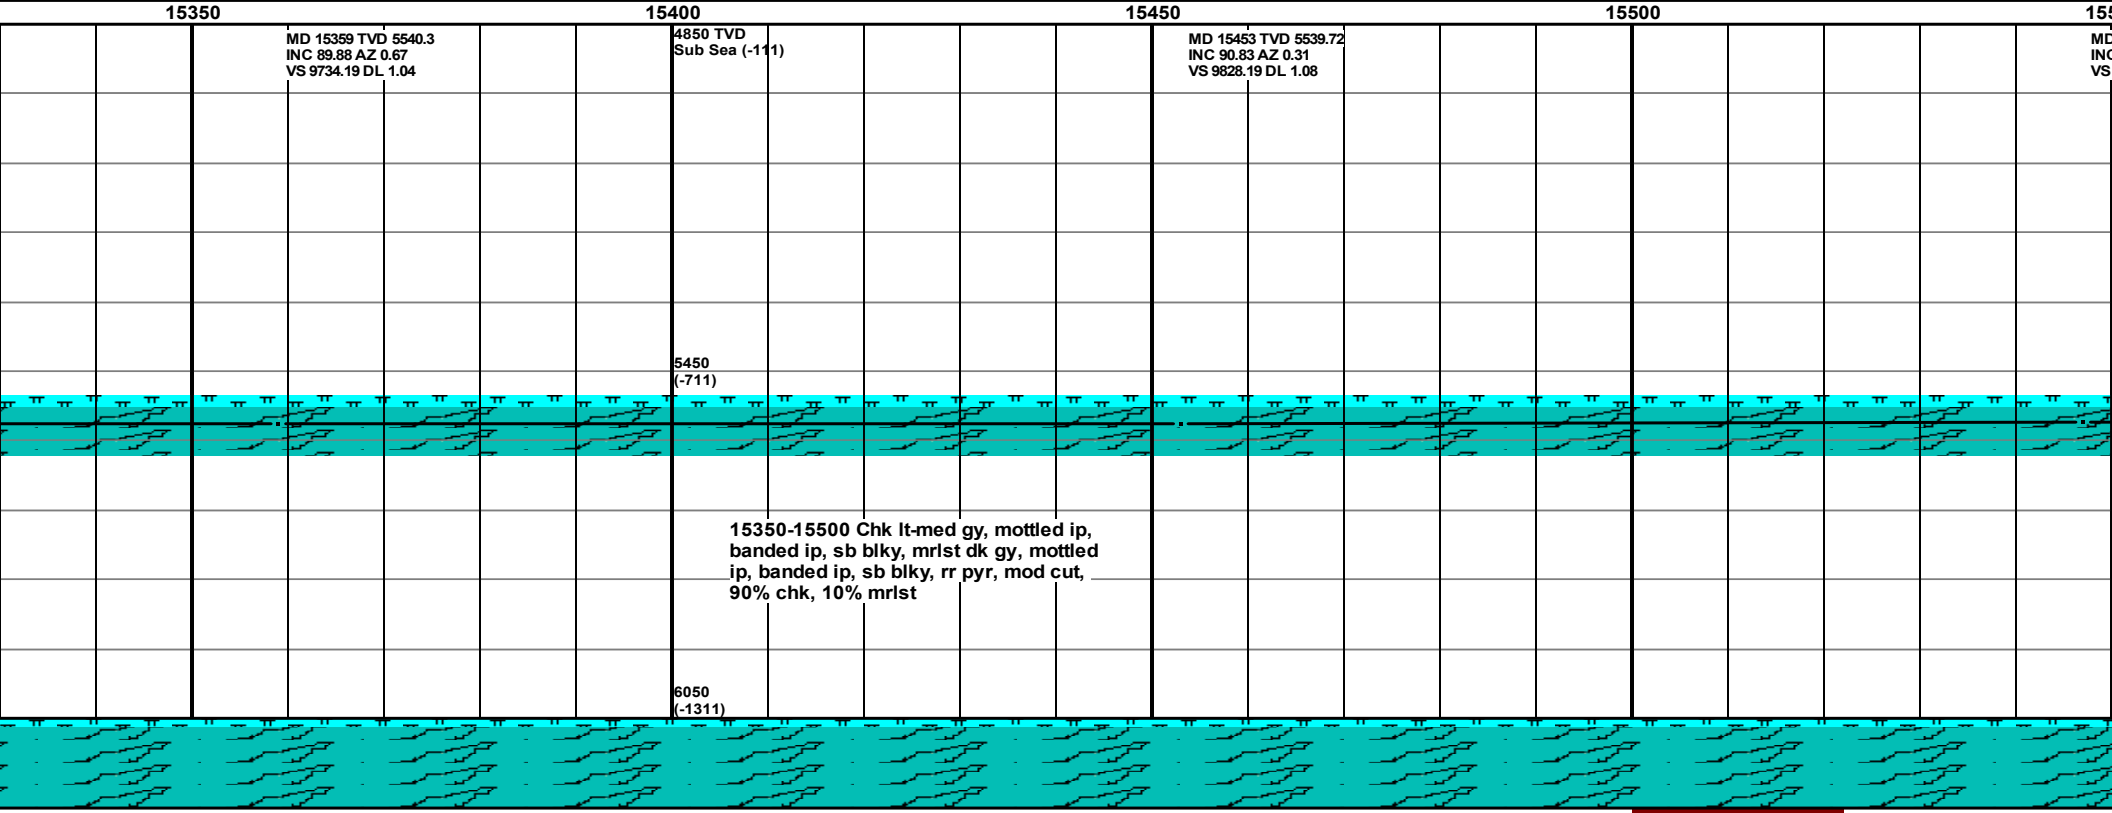 15350 15400 15450 15500 155
MD 15359 TVD 5540.3
INC 89.88 AZ 0.67
VS 9734.19 DL 1.04
4850 TVD
Sub Sea (-111)
MD 15453 TVD 5539.72
INC 90.83 AZ 0.31
VS 9828.19 DL 1.08
MD
INC
VS
5450
(-711)
15350-15500 Chk lt-med gy, mottled ip,
banded ip, sb blky, mrlst dk gy, mottled
ip, banded ip, sb blky, rr pyr, mod cut,
90% chk, 10% mrlst
6050
(-1311)